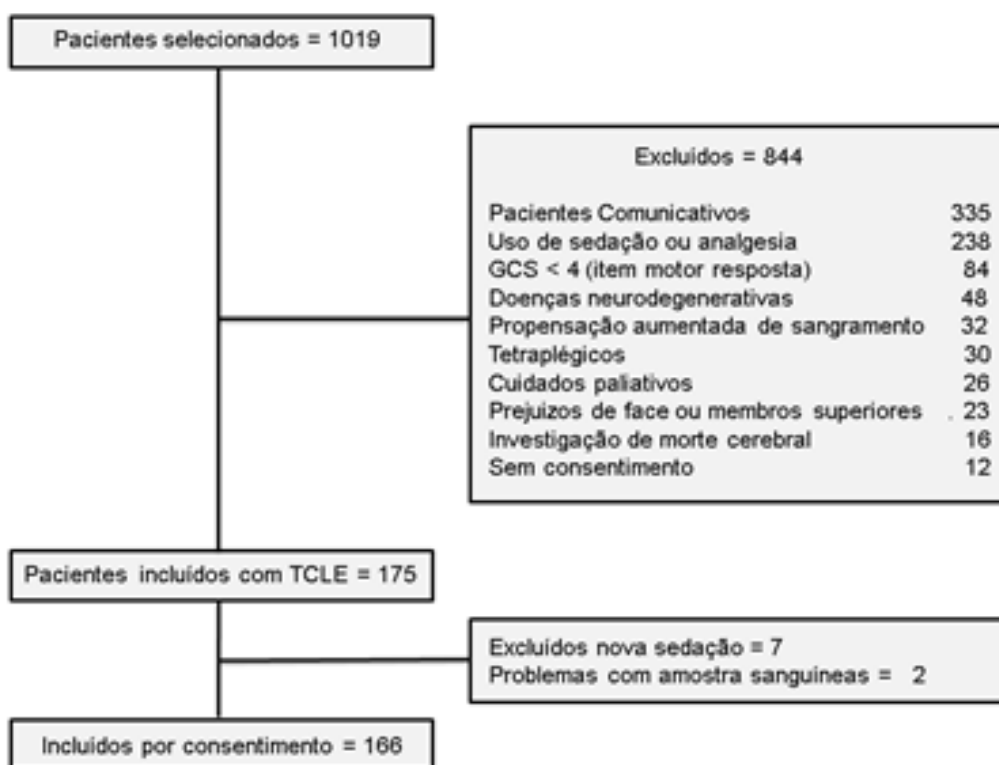 Pacientes selecionados = 1019
Excluídos = 844
Pacientes Comunicativos 335
Uso de sedação ou analgesia 238
GCS < 4 (item motor resposta) 84
Doenças neurodegenerativas 48
Propensação aumentada de sangramento 32
Tetraplégicos 30
Cuidados paliativos 26
Prejuizos de face ou membros superiores . 23
Investigação de morte cerebral 16
Sem consentimento 12
Pacientes incluídos com TCLE = 175
Excluídos nova sedação = 7
Problemas com amostra sanguineas = 2
Incluidos por consentimento = 166